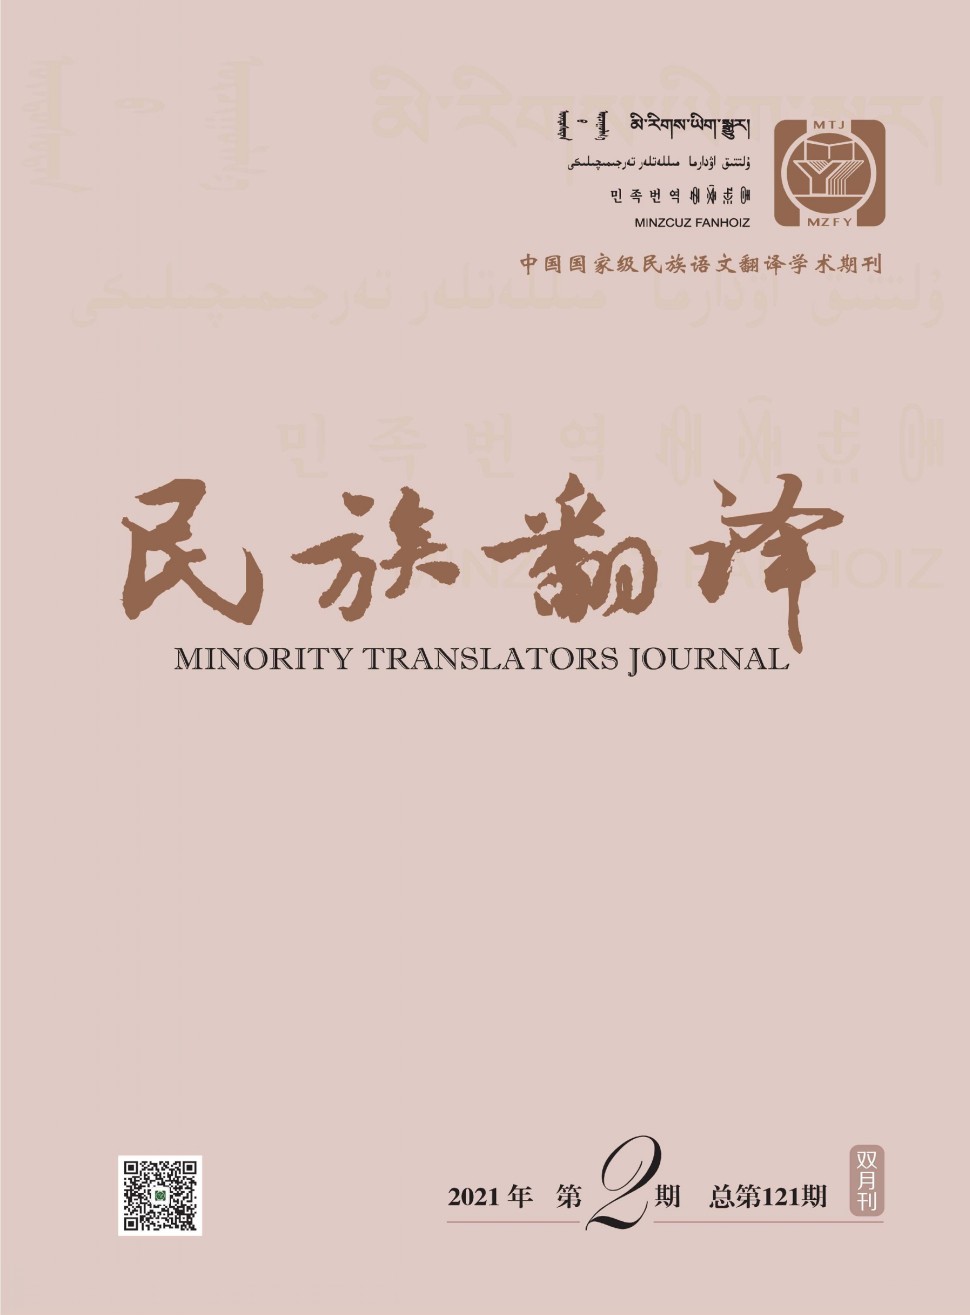 མི་རིགས་ཡིག་སྒྱུར།
MTJ
MZFY
민족번역
MINZCUZ FANHOIZ
中国国家级民族语文翻译学术期刊
民族翻译
MINORITY TRANSLATORS JOURNAL
2021年 第2期 总第121期
双月刊